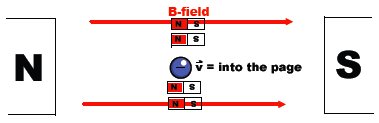 B-field
N S
N S
N
v⃗ = into the page
S
N S
N S